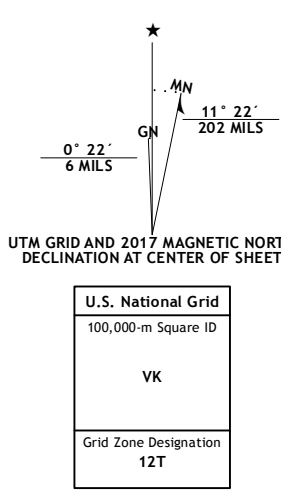 ★
MN
GN
11° 22´
202 MILS
0° 22´
6 MILS
UTM GRID AND 2017 MAGNETIC NORT
DECLINATION AT CENTER OF SHEET
U.S. National Grid
100,000-m Square ID
VK
Grid Zone Designation
12T